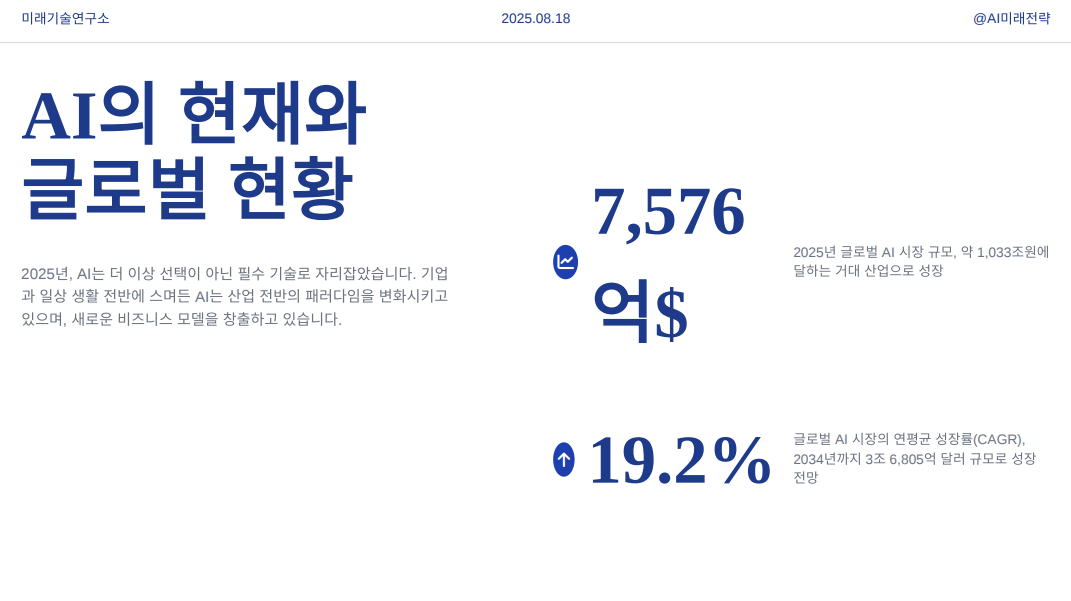 미래기술연구소
2025.08.18
@AI미래전략
AI의 현재와
글로벌 현황
2025년, AI는 더 이상 선택이 아닌 필수 기술로 자리잡았습니다. 기업
과 일상 생활 전반에 스며든 AI는 산업 전반의 패러다임을 변화시키고
있으며, 새로운 비즈니스 모델을 창출하고 있습니다.
7,576
억$
2025년 글로벌 AI 시장 규모, 약 1,033조원에
달하는 거대 산업으로 성장
19.2%
글로벌 AI 시장의 연평균 성장률(CAGR),
2034년까지 3조 6,805억 달러 규모로 성장
전망